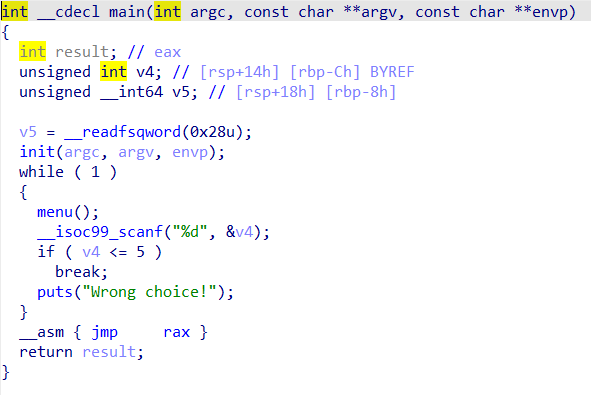 int __cdecl main(int argc, const char **argv, const char **envp)
{
  int result; // eax
  unsigned int v4; // [rsp+14h] [rbp-Ch] BYREF
  unsigned __int64 v5; // [rsp+18h] [rbp-8h]

  v5 = __readfsqword(0x28u);
  init(argc, argv, envp);
  while ( 1 )
  {
    menu();
    __isoc99_scanf("%d", &v4);
    if ( v4 <= 5 )
      break;
    puts("Wrong choice!");
  }
  __asm { jmp     rax }
  return result;
}